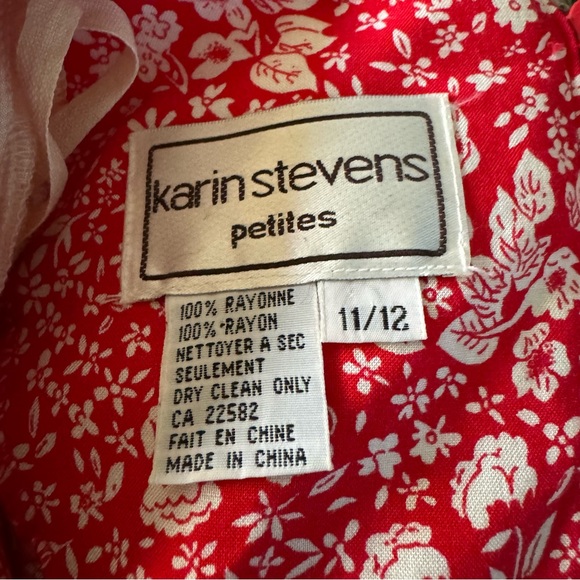 karin stevens
petites
100% RAYONNE
100% RAYON
NETTOYER A SEC
SEULEMENT
DRY CLEAN ONLY
CA 22582
FAIT EN CHINE
MADE IN CHINA
11/12